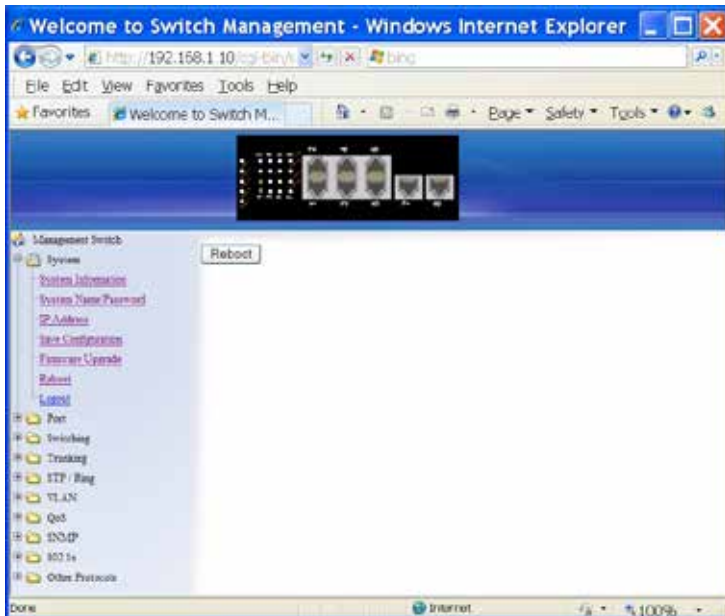 Welcome to Switch Management - Windows Internet Explorer
http://192.168.1.10/cgi-bin/
bing
File Edit View Favorites Tools Help
Favorites Welcome to Switch M... Page Safety Tools
Management Switch
System
Reboot
System Information
System Name/Password
IP Address
Save Configuration
Firmware Upgrade
Reboot
Logout
Port
Switching
Trunking
STP / Ring
VLAN
QoS
SNMP
802.1x
Other Protocols
Done Internet 100%